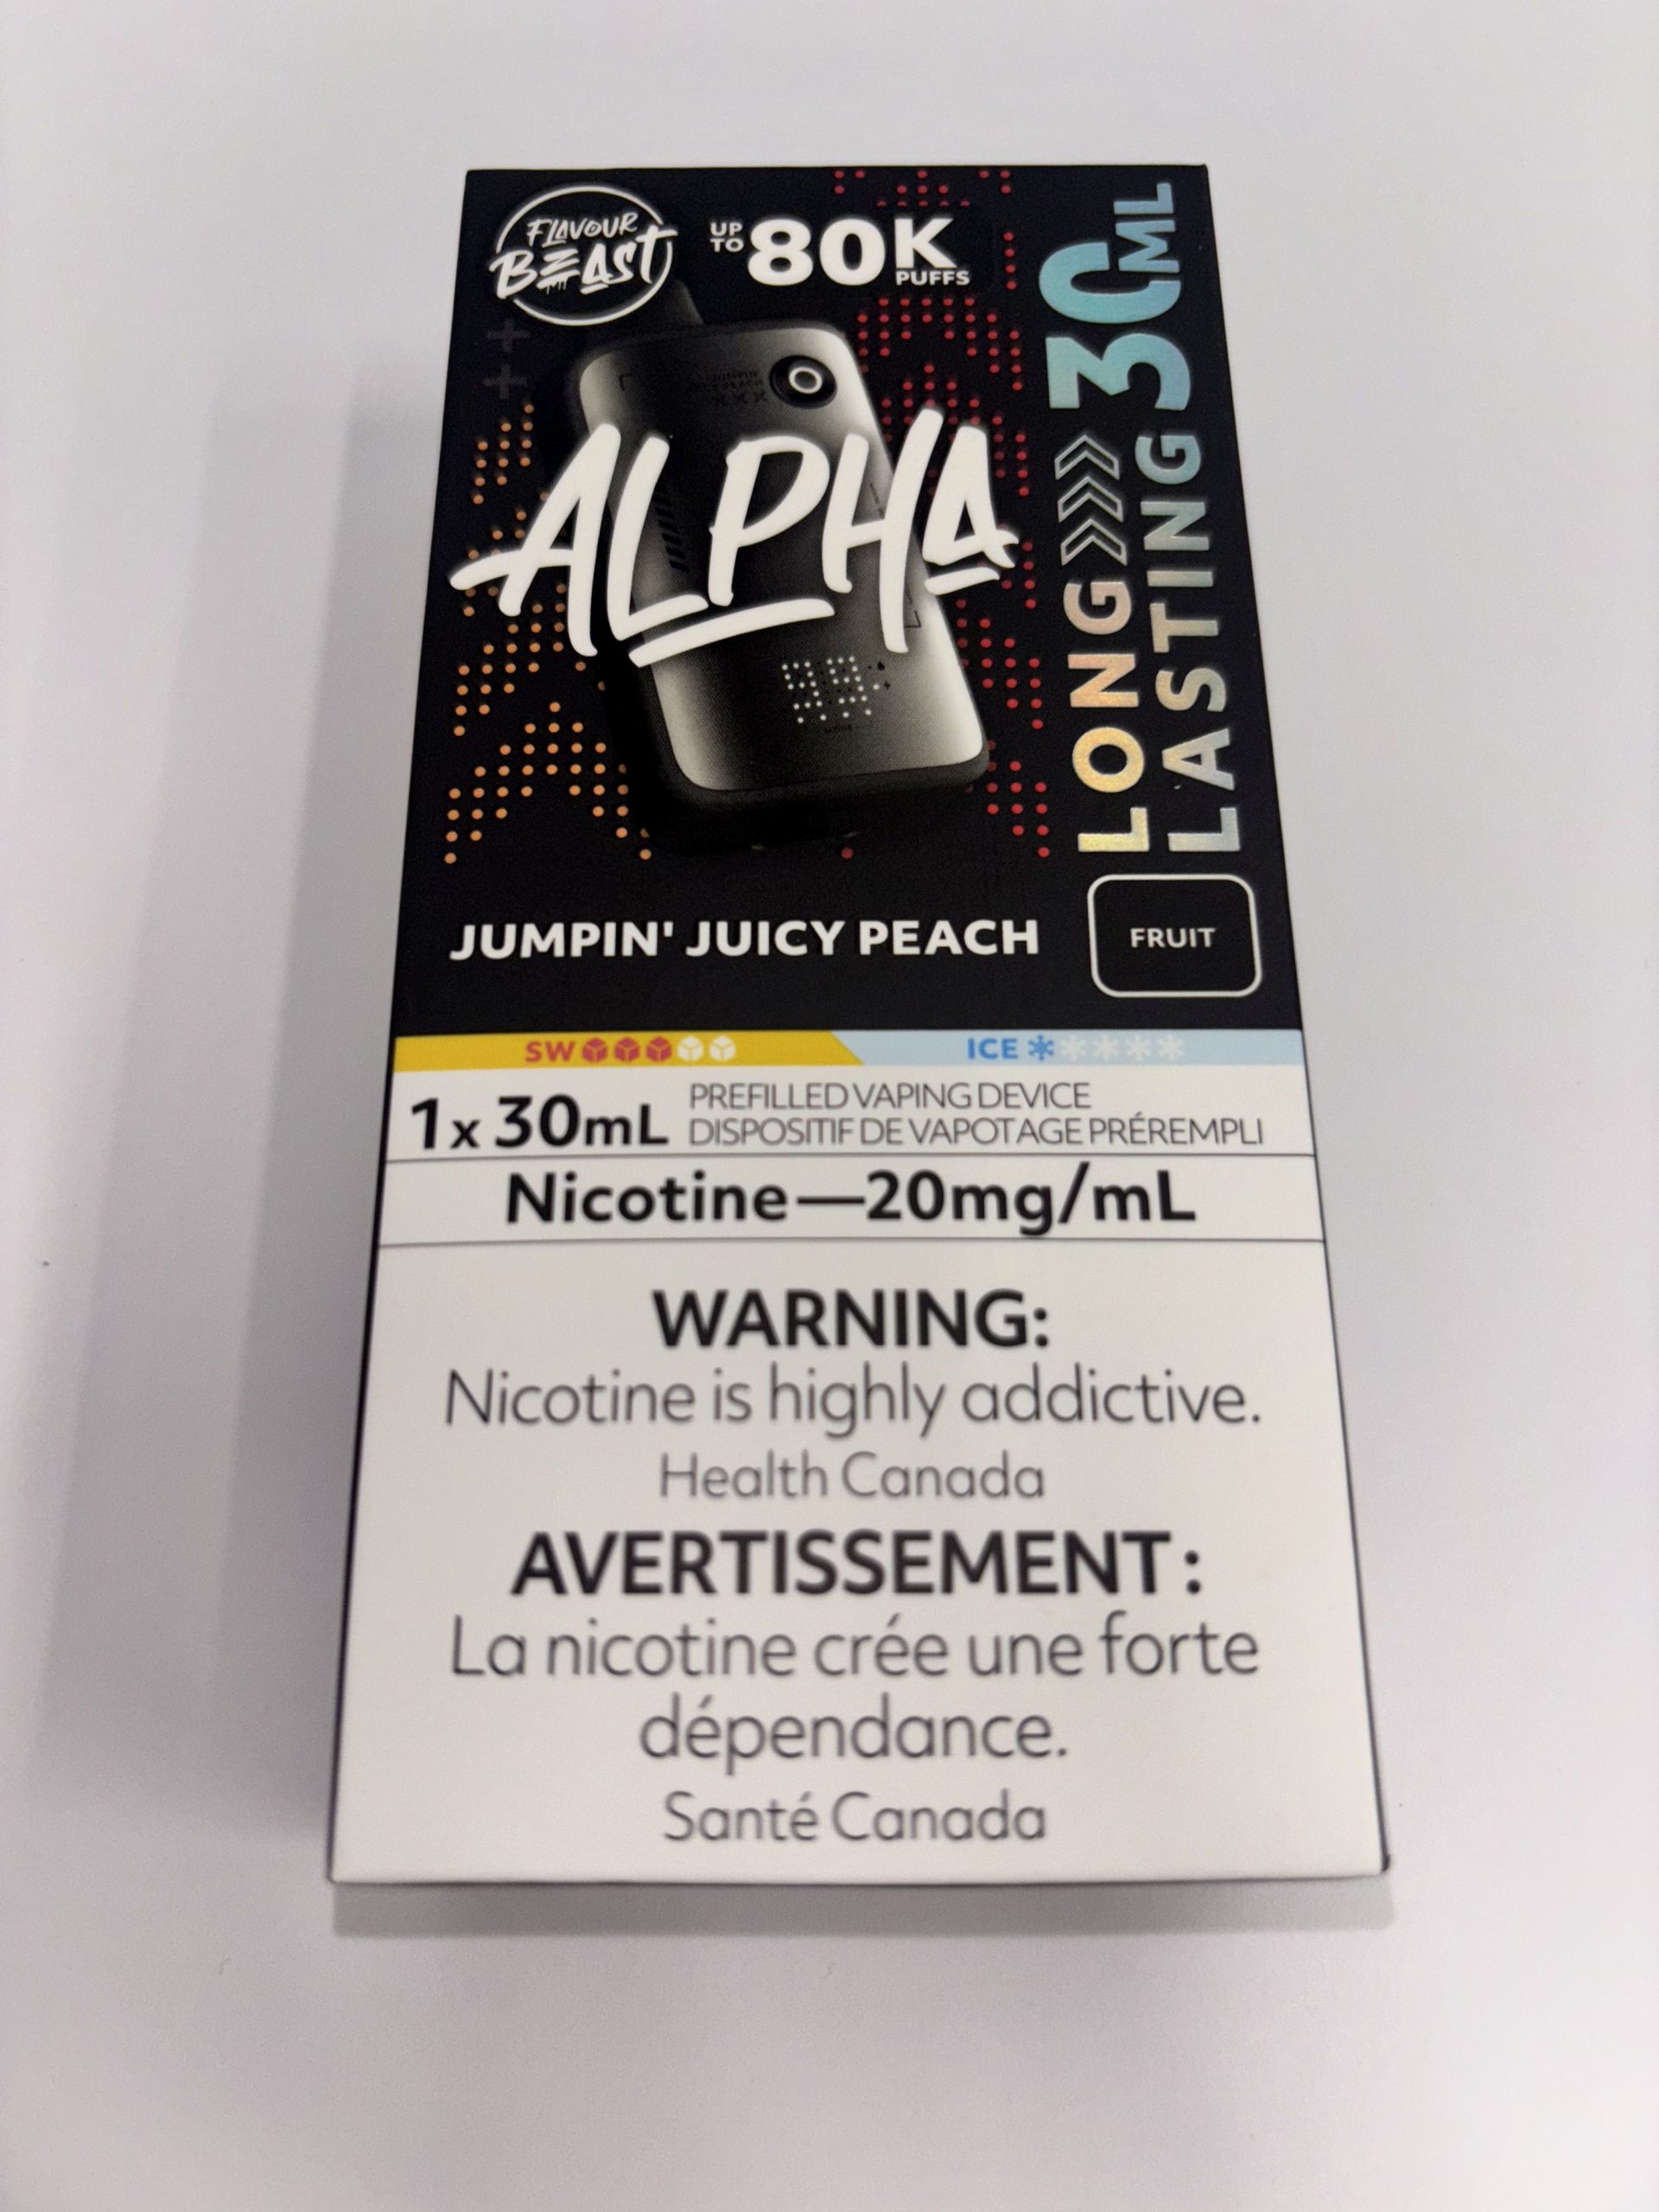 FLAVOUR
BEAST
UP TO 80K PUFFS
LONG LASTING 30ML
ALPHA
JUMPIN' JUICY PEACH
FRUIT
SW
ICE
1x 30mL
PREFILLED VAPING DEVICE
DISPOSITIF DE VAPOTAGE PRÉREMPLI
Nicotine—20mg/mL
WARNING:
Nicotine is highly addictive.
Health Canada
AVERTISSEMENT :
La nicotine crée une forte
dépendance.
Santé Canada